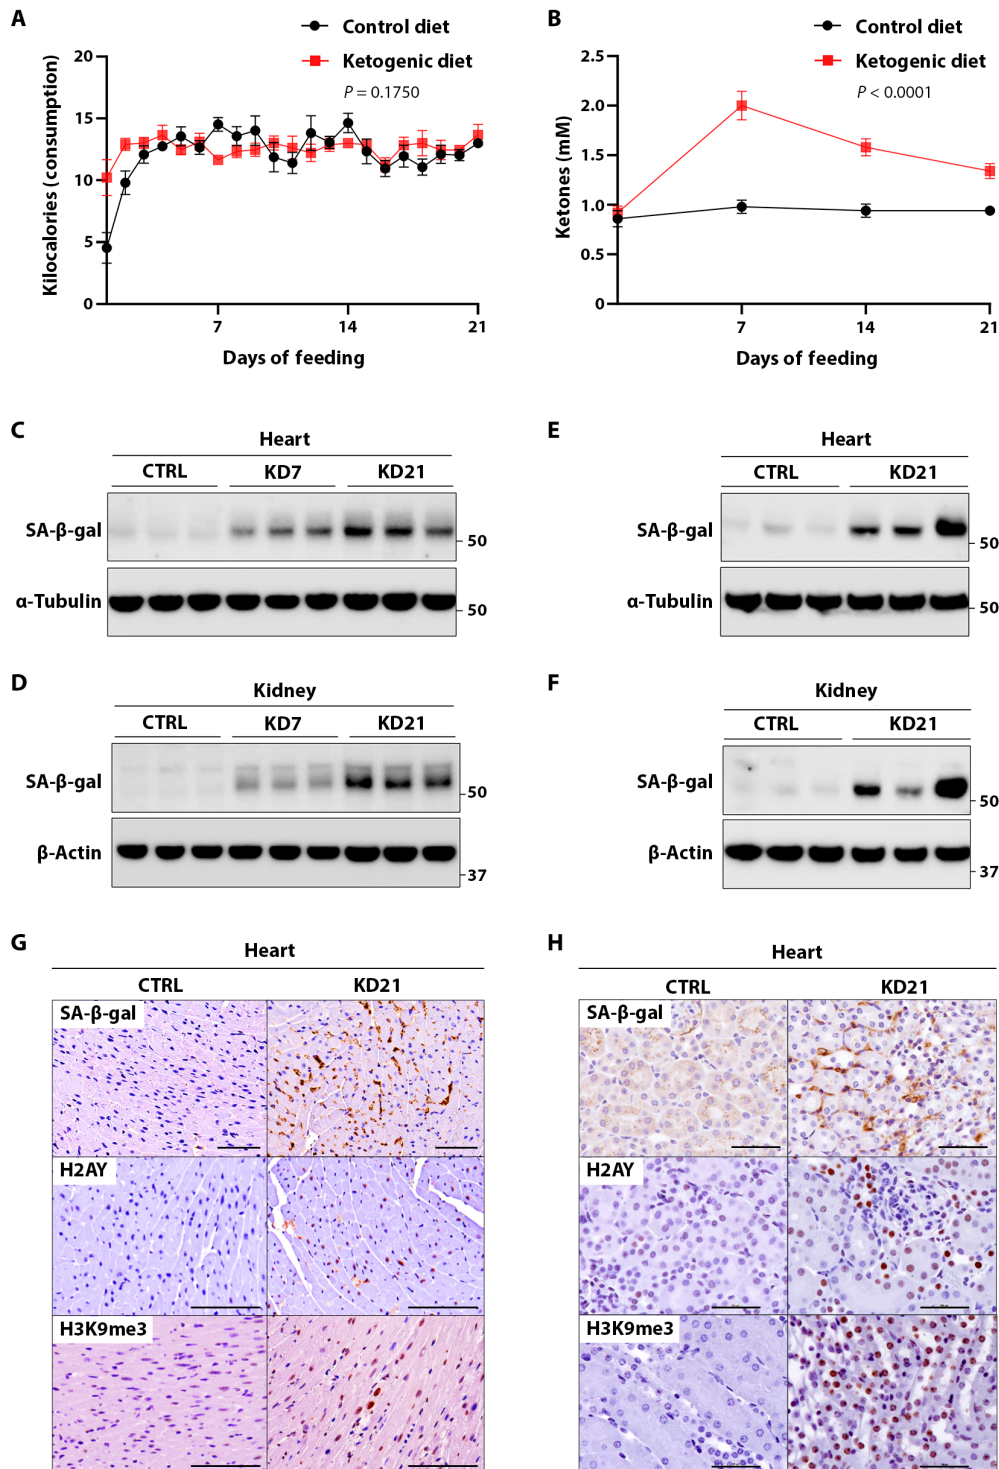 A
Control diet
Ketogenic diet
P = 0.1750
Kilocalories (consumption)
20
15
10
5
0
7
14
21
Days of feeding
B
Control diet
Ketogenic diet
P < 0.0001
Ketones (mM)
2.5
2.0
1.5
1.0
0.5
0
7
14
21
Days of feeding
C
Heart
CTRL
KD7
KD21
SA-β-gal
50
α-Tubulin
50
E
Heart
CTRL
KD21
SA-β-gal
50
α-Tubulin
50
D
Kidney
CTRL
KD7
KD21
SA-β-gal
50
β-Actin
37
F
Kidney
CTRL
KD21
SA-β-gal
50
β-Actin
37
G
Heart
CTRL
KD21
SA-β-gal
H2AY
H3K9me3
H
Heart
CTRL
KD21
SA-β-gal
H2AY
H3K9me3